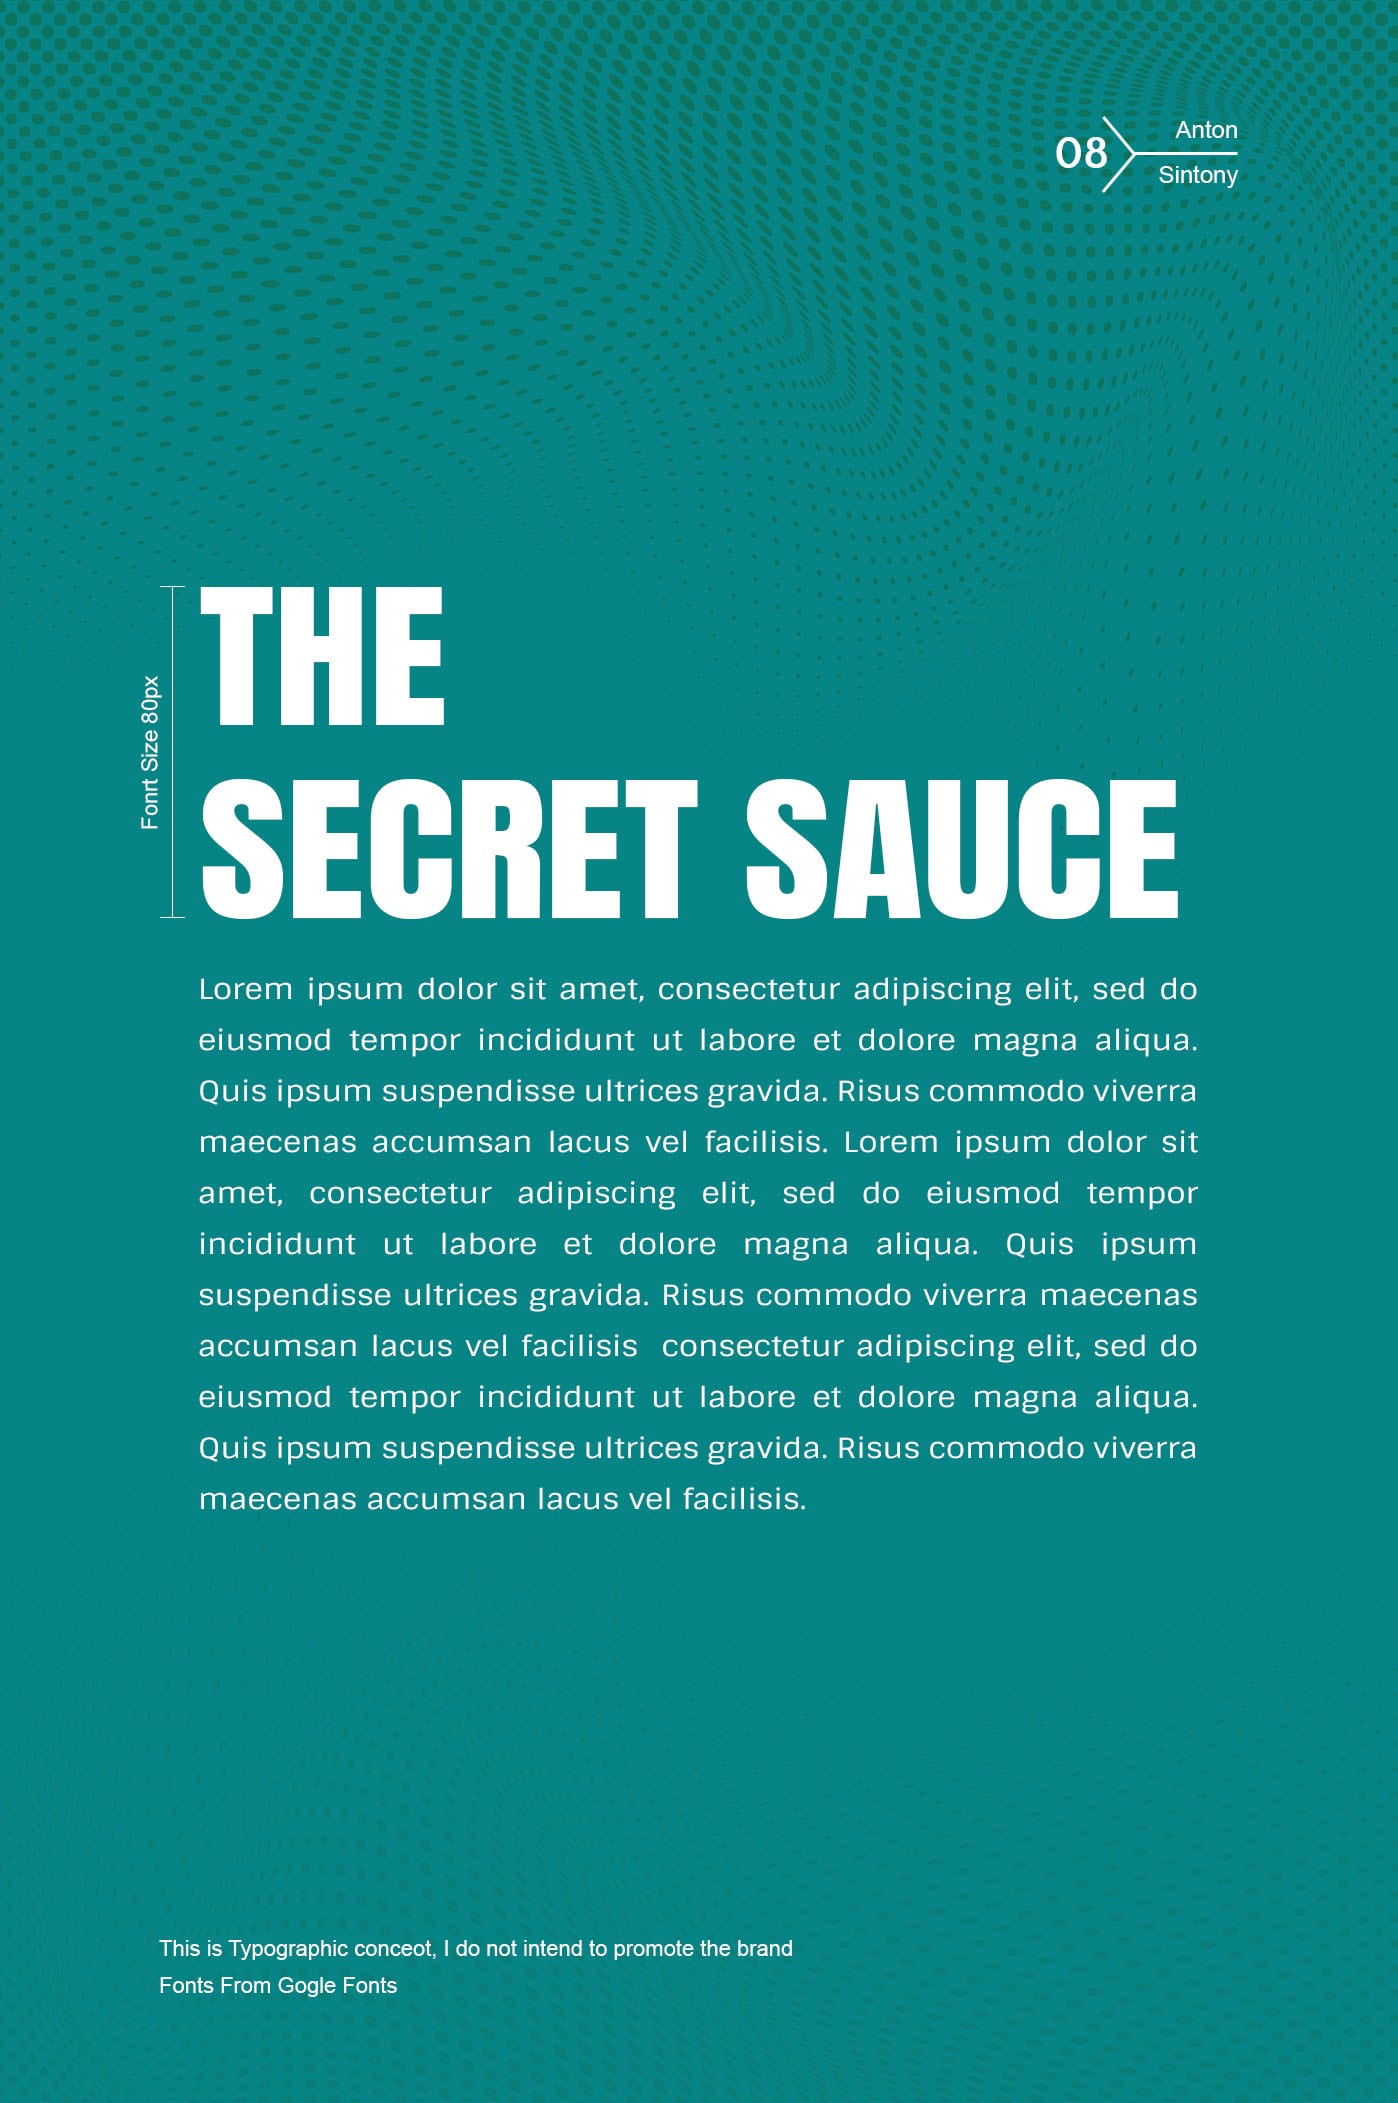 08
Anton
Sintony
THE
SECRET SAUCE
Fonrt Size 80px
Lorem ipsum dolor sit amet, consectetur adipiscing elit, sed do
eiusmod tempor incididunt ut labore et dolore magna aliqua.
Quis ipsum suspendisse ultrices gravida. Risus commodo viverra
maecenas accumsan lacus vel facilisis. Lorem ipsum dolor sit
amet, consectetur adipiscing elit, sed do eiusmod tempor
incididunt ut labore et dolore magna aliqua. Quis ipsum
suspendisse ultrices gravida. Risus commodo viverra maecenas
accumsan lacus vel facilisis  consectetur adipiscing elit, sed do
eiusmod tempor incididunt ut labore et dolore magna aliqua.
Quis ipsum suspendisse ultrices gravida. Risus commodo viverra
maecenas accumsan lacus vel facilisis.
This is Typographic conceot, I do not intend to promote the brand
Fonts From Gogle Fonts